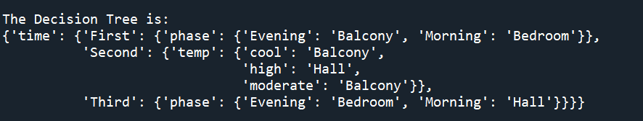 The Decision Tree is:
{'time': {'First': {'phase': {'Evening': 'Balcony', 'Morning': 'Bedroom'}},
          'Second': {'temp': {'cool': 'Balcony',
                              'high': 'Hall',
                              'moderate': 'Balcony'}},
          'Third': {'phase': {'Evening': 'Bedroom', 'Morning': 'Hall'}}}}